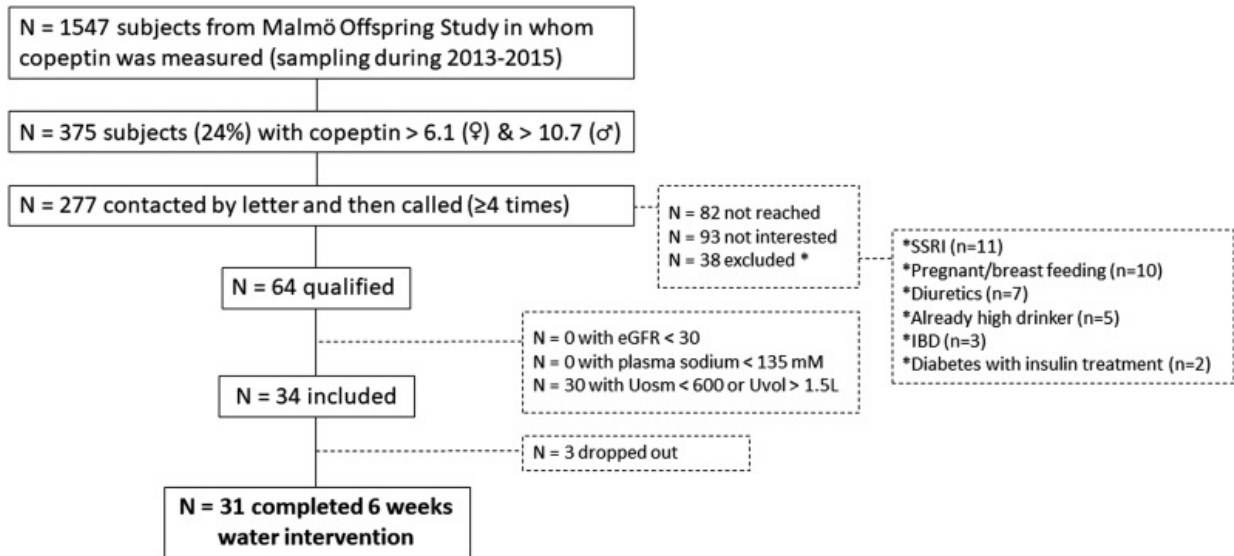 N = 1547 subjects from Malmö Offspring Study in whom
copeptin was measured (sampling during 2013-2015)
N = 375 subjects (24%) with copeptin > 6.1 (♀) & > 10.7 (♂)
N = 277 contacted by letter and then called (≥4 times)
N = 82 not reached
N = 93 not interested
N = 38 excluded *
*SSRI (n=11)
*Pregnant/breast feeding (n=10)
*Diuretics (n=7)
*Already high drinker (n=5)
*IBD (n=3)
*Diabetes with insulin treatment (n=2)
N = 64 qualified
N = 0 with eGFR < 30
N = 0 with plasma sodium < 135 mM
N = 30 with Uosm < 600 or Uvol > 1.5L
N = 34 included
N = 3 dropped out
N = 31 completed 6 weeks
water intervention